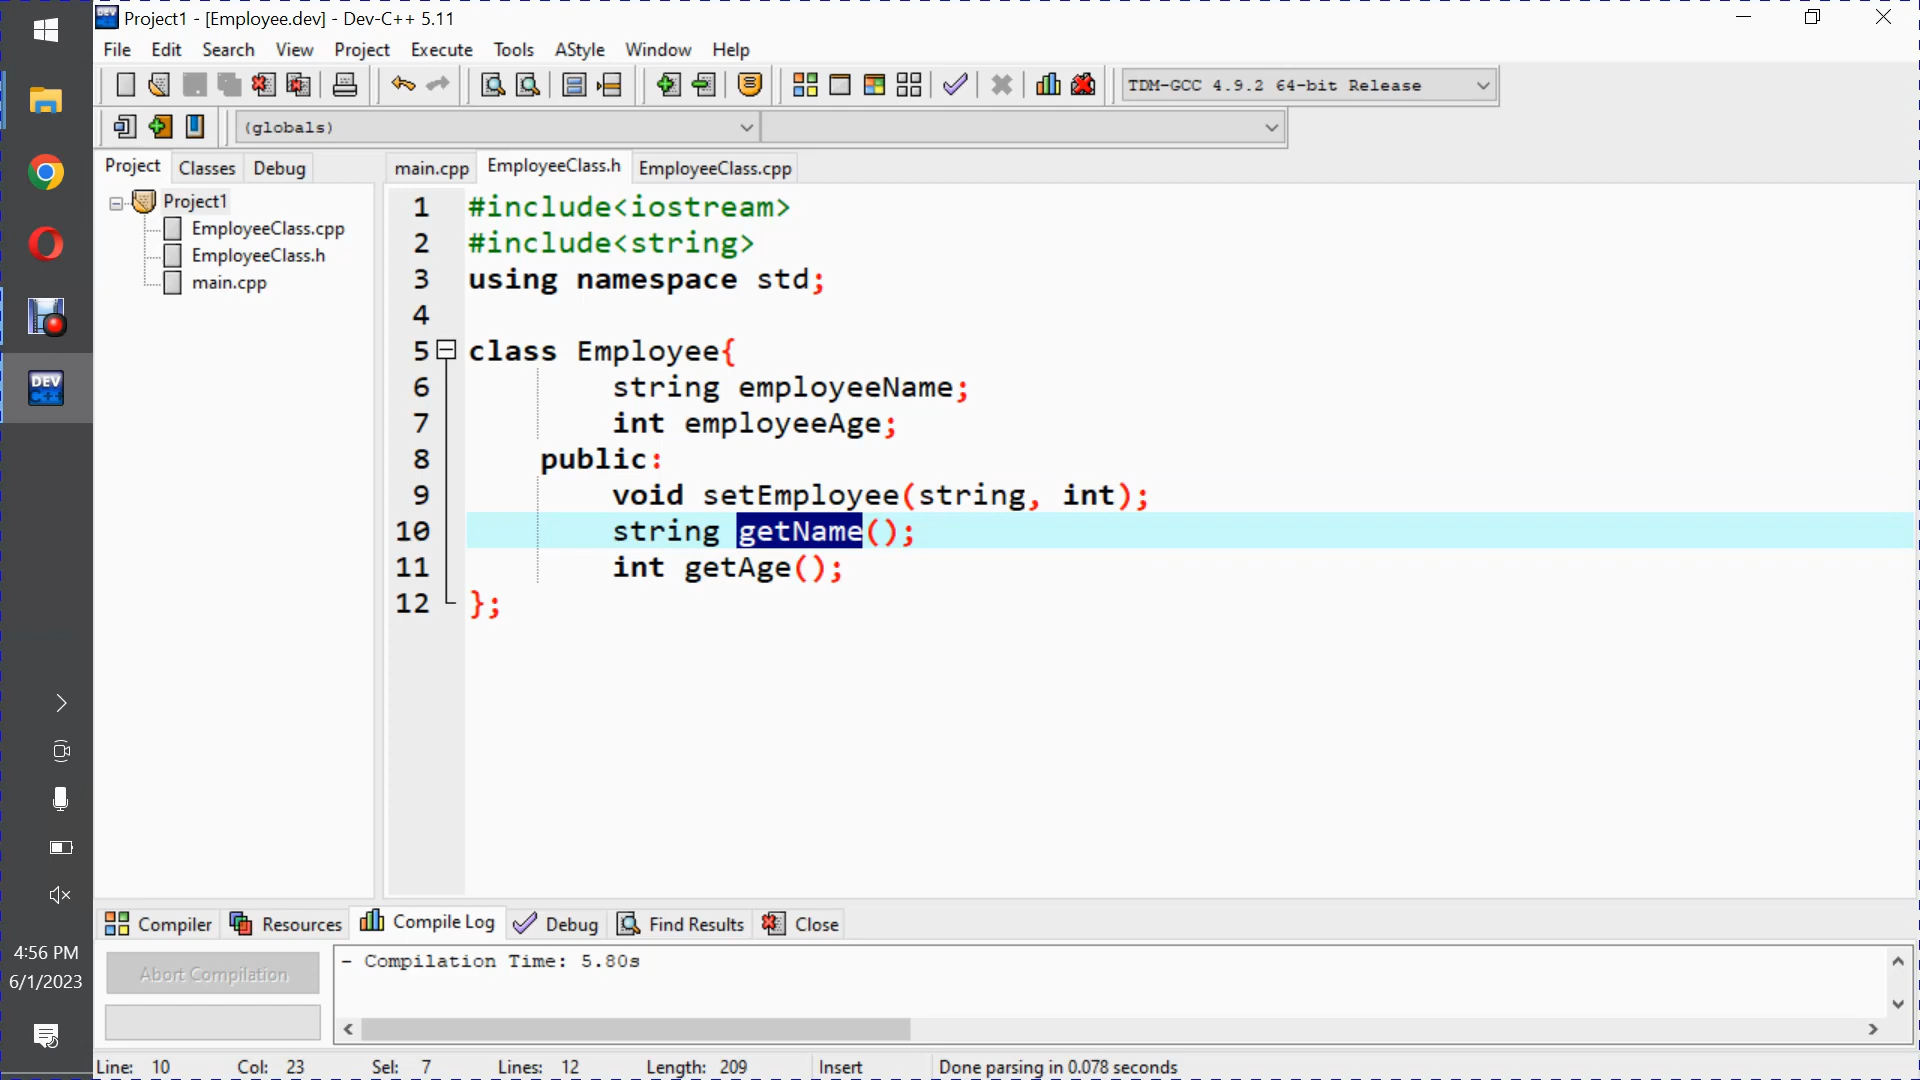 Project1 - [Employee.dev] - Dev-C++ 5.11
File Edit Search View Project Execute Tools AStyle Window Help
TDM-GCC 4.9.2 64-bit Release
(globals)
Project Classes Debug
main.cpp EmployeeClass.h EmployeeClass.cpp
Project1
EmployeeClass.cpp
EmployeeClass.h
main.cpp
1 #include<iostream>
2 #include<string>
3 using namespace std;
4
5 class Employee{
6 string employeeName;
7 int employeeAge;
8 public:
9 void setEmployee(string, int);
10 string getName();
11 int getAge();
12 };
DEV C++
Compiler Resources Compile Log Debug Find Results Close
Abort Compilation
- Compilation Time: 5.80s
4:56 PM
6/1/2023
Line: 10 Col: 23 Sel: 7 Lines: 12 Length: 209 Insert Done parsing in 0.078 seconds